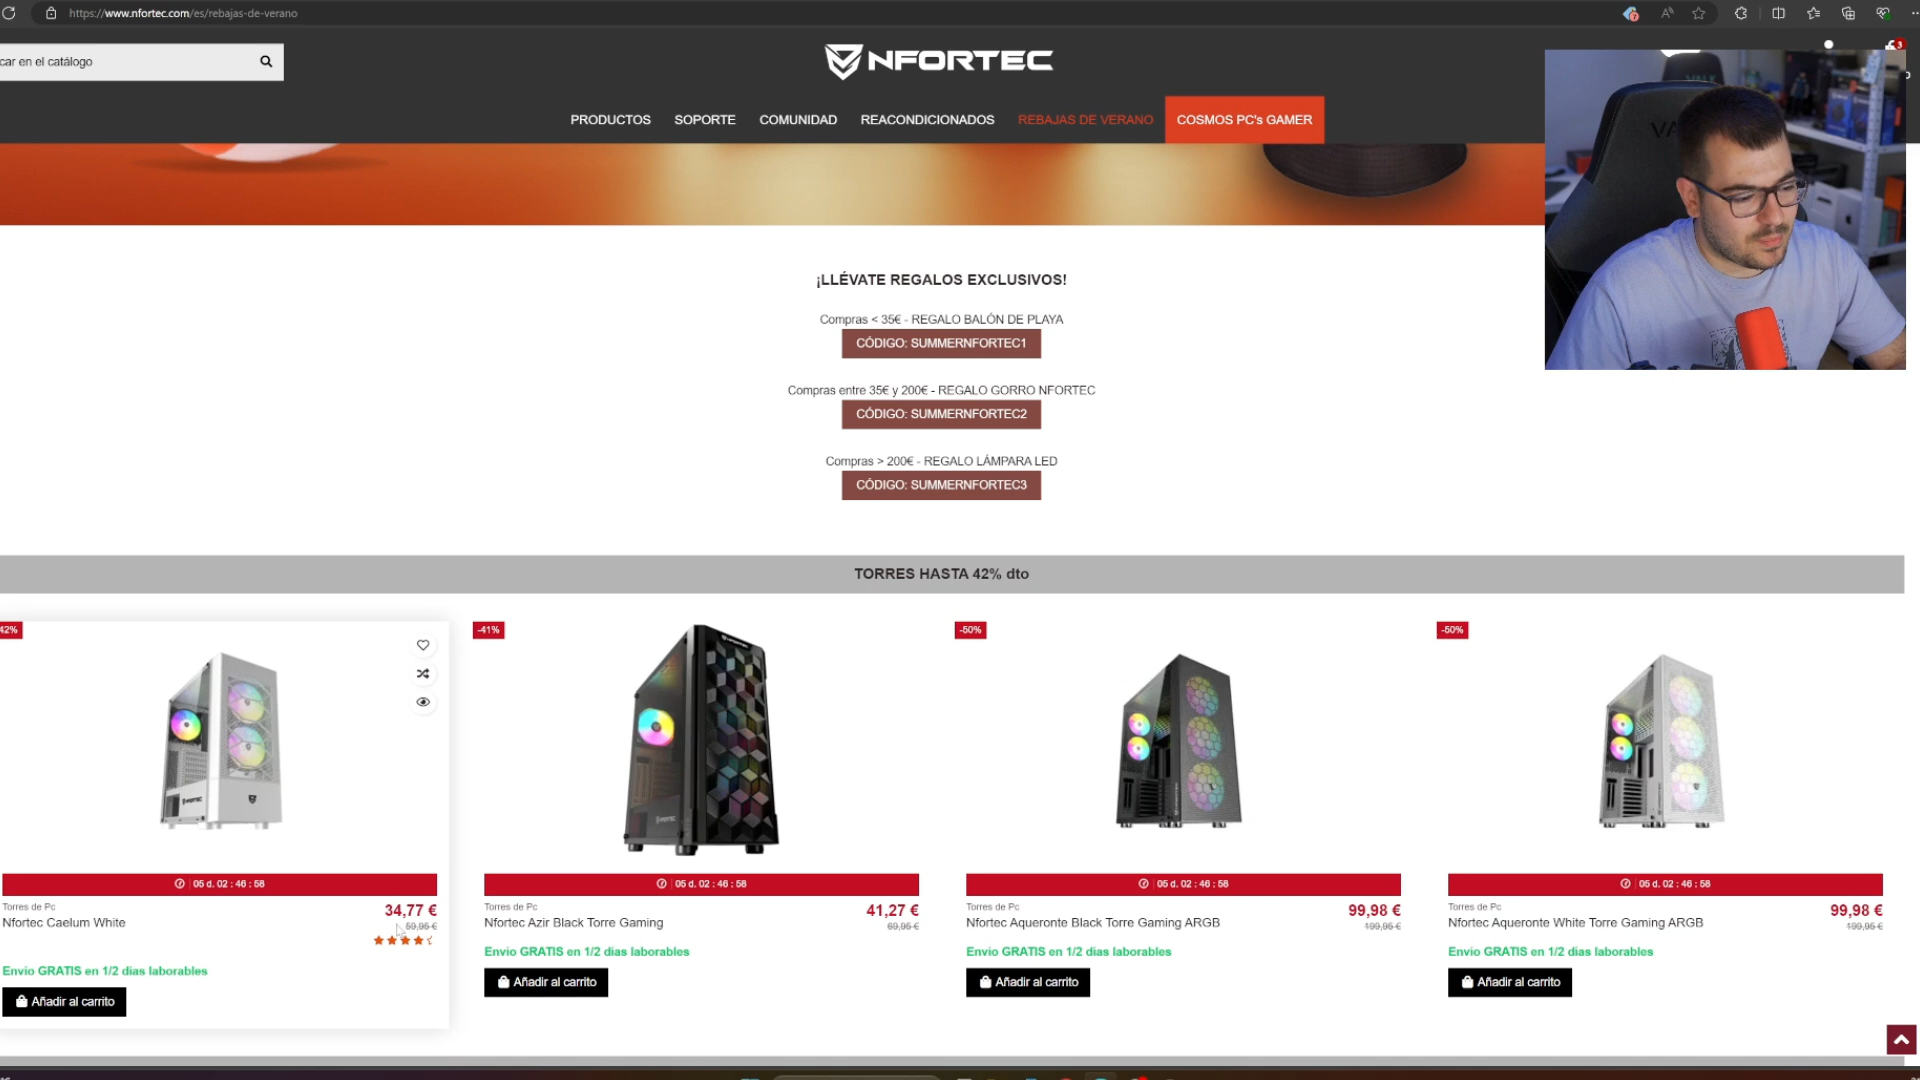 https://www.nfortec.com/es/rebajas-de-verano
7
car en el catálogo
NFORTEC
3
PRODUCTOS
SOPORTE
COMUNIDAD
REACONDICIONADOS
REBAJAS DE VERANO
COSMOS PC's GAMER
¡LLÉVATE REGALOS EXCLUSIVOS!
Compras < 35€ - REGALO BALÓN DE PLAYA
CÓDIGO: SUMMERNFORTEC1
Compras entre 35€ y 200€ - REGALO GORRO NFORTEC
CÓDIGO: SUMMERNFORTEC2
Compras > 200€ - REGALO LÁMPARA LED
CÓDIGO: SUMMERNFORTEC3
TORRES HASTA 42% dto
42%
-41%
-50%
-50%
05 d. 02 : 46 : 58
05 d. 02 : 46 : 58
05 d. 02 : 46 : 58
05 d. 02 : 46 : 58
Torres de Pc
34,77 €
Nfortec Caelum White
59,95 €
Envio GRATIS en 1/2 dias laborables
Añadir al carrito
Torres de Pc
41,27 €
Nfortec Azir Black Torre Gaming
69,95 €
Envio GRATIS en 1/2 dias laborables
Añadir al carrito
Torres de Pc
99,98 €
Nfortec Aqueronte Black Torre Gaming ARGB
199,95 €
Envio GRATIS en 1/2 dias laborables
Añadir al carrito
Torres de Pc
99,98 €
Nfortec Aqueronte White Torre Gaming ARGB
199,95 €
Envio GRATIS en 1/2 dias laborables
Añadir al carrito